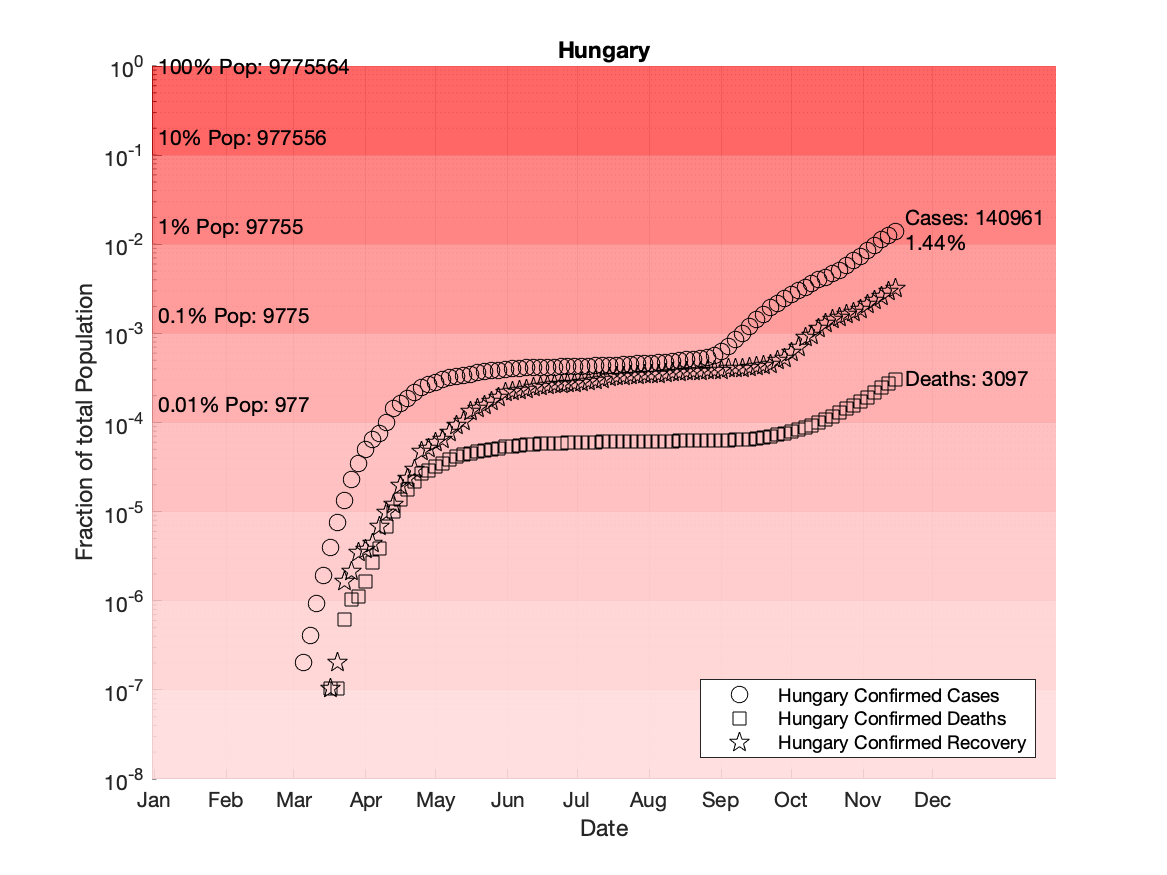 Hungary
10^0
100% Pop: 9775564
10% Pop: 977556
10^-1
1% Pop: 97755
Cases: 140961
10^-2
1.44%
0.1% Pop: 9775
10^-3
Deaths: 3097
0.01% Pop: 977
10^-4
10^-5
10^-6
10^-7
10^-8
Fraction of total Population
Hungary Confirmed Cases
Hungary Confirmed Deaths
Hungary Confirmed Recovery
Jan Feb Mar Apr May Jun Jul Aug Sep Oct Nov Dec
Date